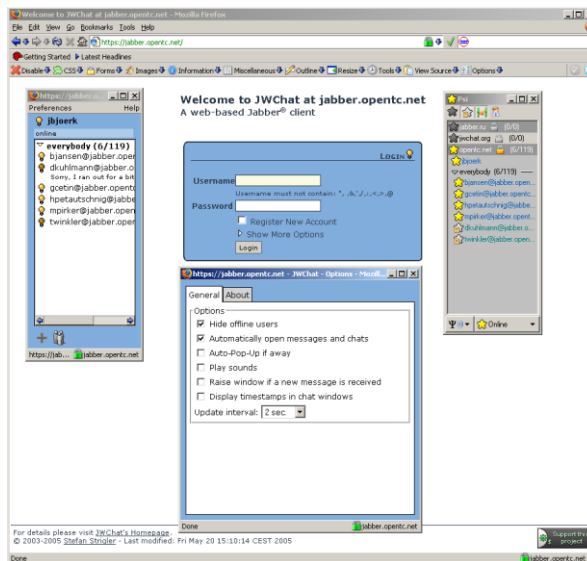 Welcome to JWChat at jabber.opentc.net - Mozilla Firefox
File Edit View Go Bookmarks Tools Help
https://jabber.opentc.net/
Getting Started Latest Headlines
Disable CSS Forms Images Information Miscellaneous Outline Resize Tools View Source Options
https://jabber.opent
Preferences Help
jbjoerk
online
everybody (6/119)
bjansen@jabber.oper
dkuhlmann@jabber.o
Sorry, I ran out for a bit
gcetin@jabber.opentc
hpetautschnig@jabbe
mpirker@jabber.open
twinkler@jabber.oper
https://jab... jabber.opentc.net
Welcome to JWChat at jabber.opentc.net
A web-based Jabber® client
LOGIN
Username
Username must not contain:
Password
Register New Account
Show More Options
Login
https://jabber.opentc.net - JWChat - Options - Mozill...
General About
Options
Hide offline users
Automatically open messages and chats
Auto-Pop-Up if away
Play sounds
Raise window if a new message is received
Display timestamps in chat windows
Update interval: 2 sec.
Done jabber.opentc.net
Psi
jabber.ru (0/0)
jwchat.org (0/0)
opentc.net (6/119)
jbjoerk
everybody (6/119)
bjansen@jabber.open...
gcetin@jabber.opentc...
hpetautschnig@jabbe...
mpirker@jabber.open...
dkuhlmann@jabber.o...
twinkler@jabber.open...
Online
For details please visit JWChat's Homepage.
© 2003-2005 Stefan Strigler - Last modified: Fri May 20 15:10:14 CEST 2005
Support this
project
Done jabber.opentc.net